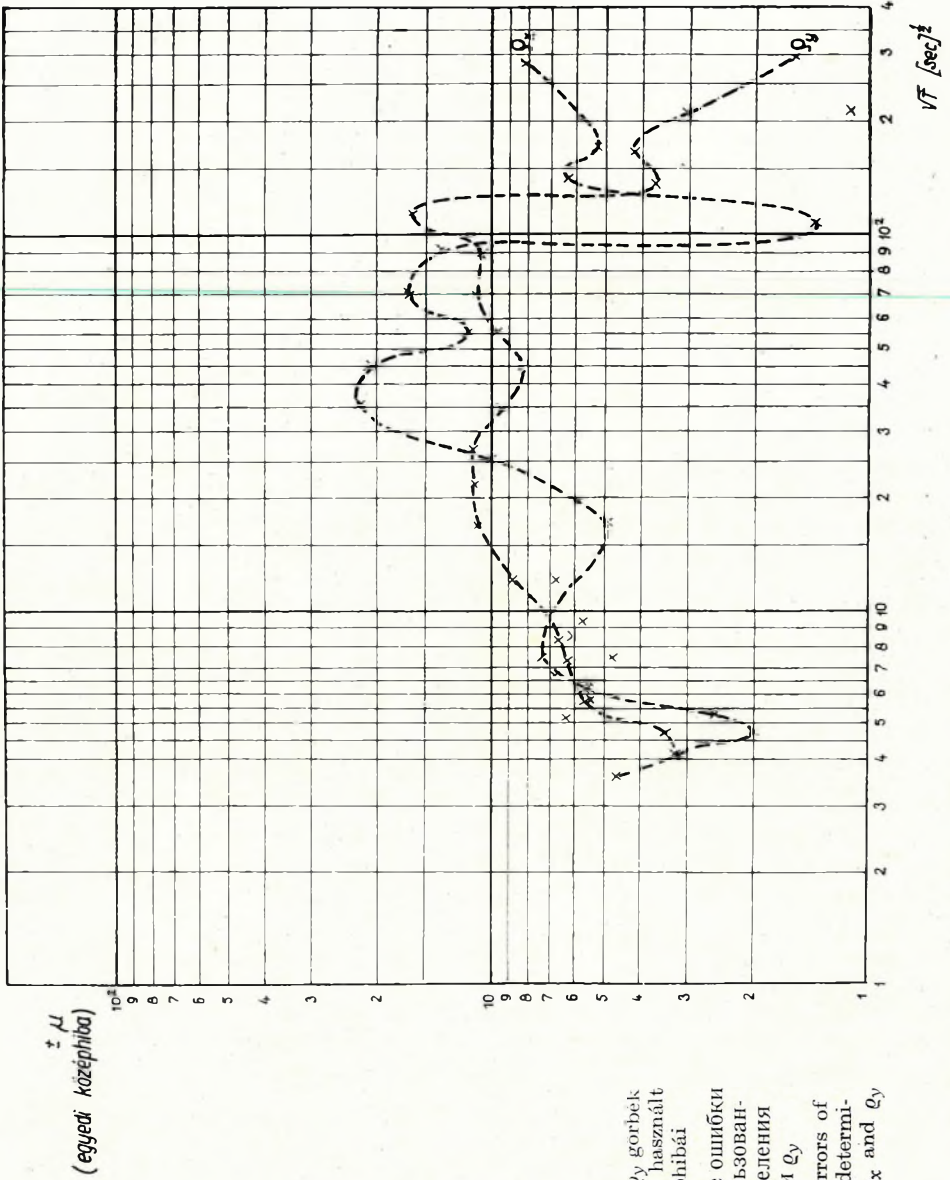 ± μ
(egyedi középhiba)
10² 9 8 7 6 5 4 3 2 10 9 8 7 6 5 4 3 2 1
1 2 3 4 5 6 7 8 9 10 2 3 4 5 6 7 8 9 10² 2 3 4
√T [sec]½
ρx
ρy
ϱy görbék
használt
hibái
ошибки
ьзован-
еления
и ϱy
rrors of
determi-
x and ϱy